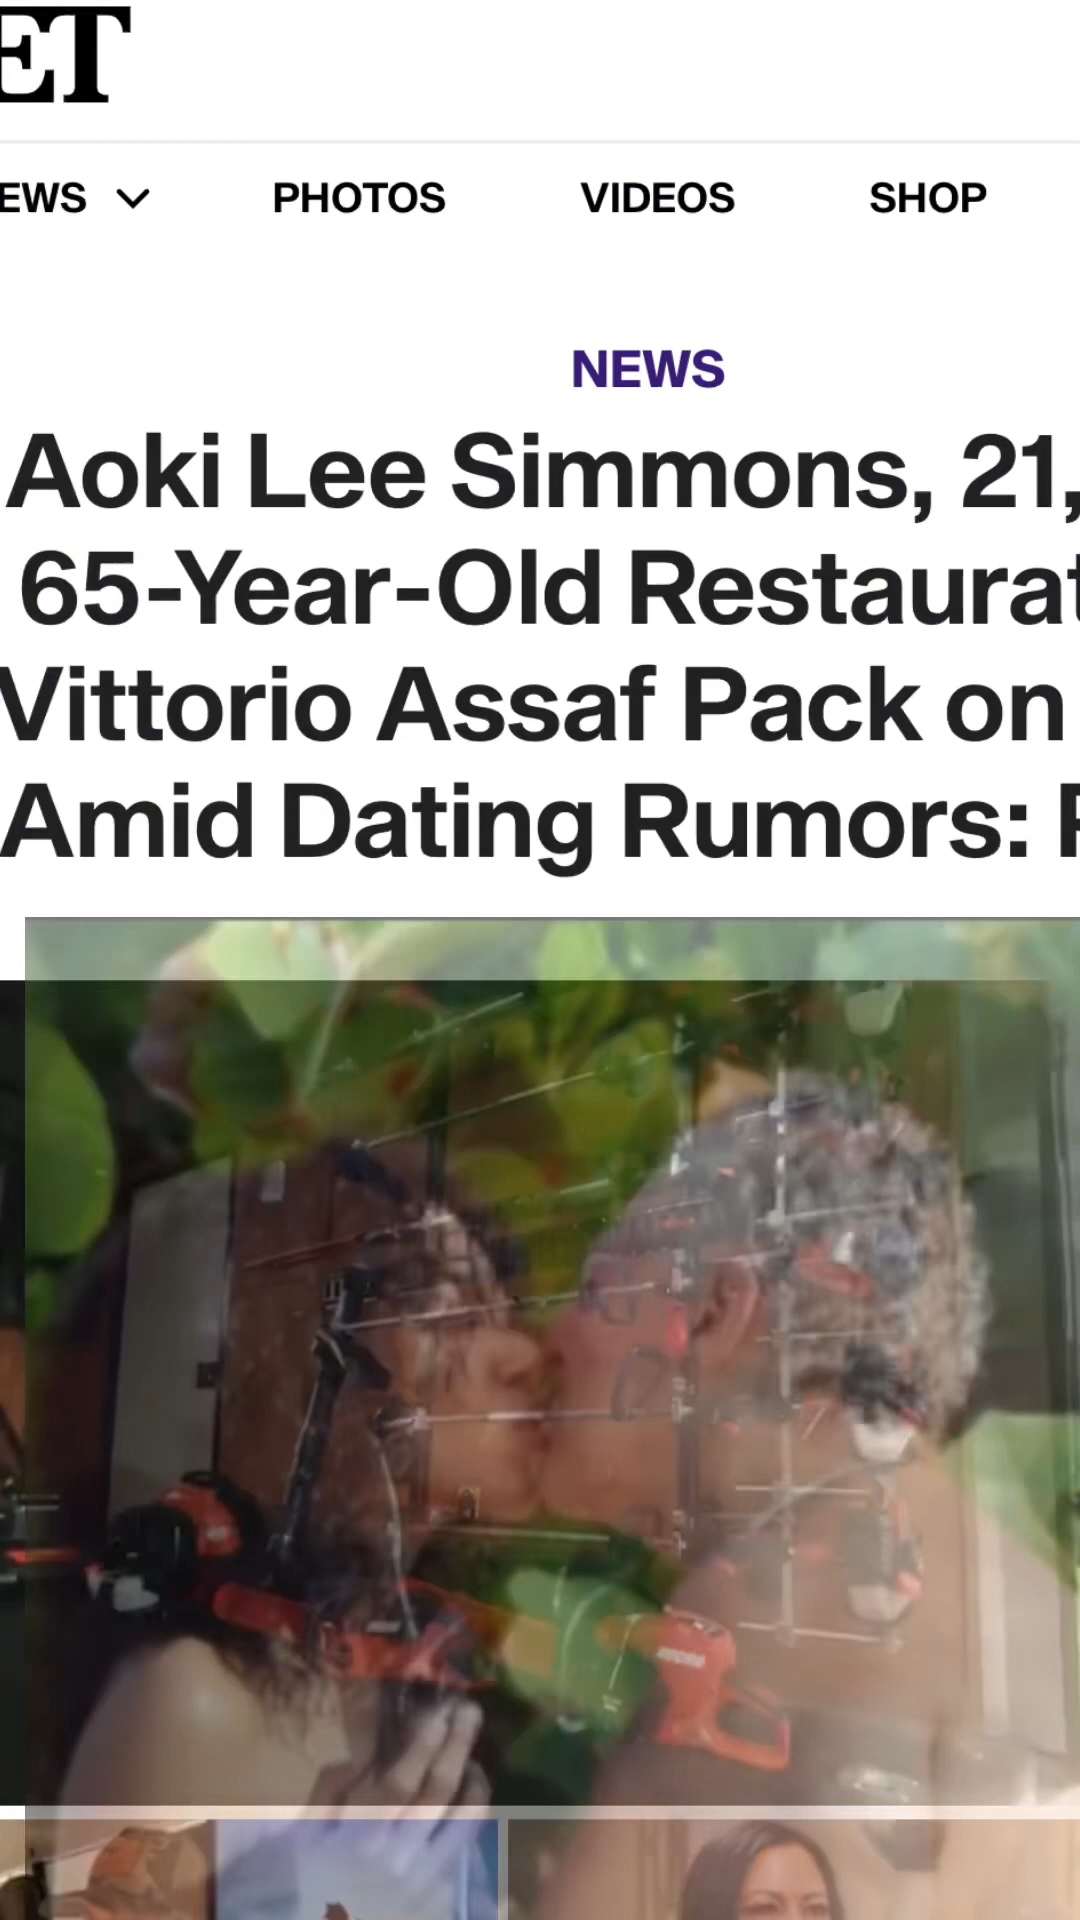 ET
EWS PHOTOS VIDEOS SHOP
NEWS
Aoki Lee Simmons, 21,
65-Year-Old Restaurat
Vittorio Assaf Pack on
Amid Dating Rumors: